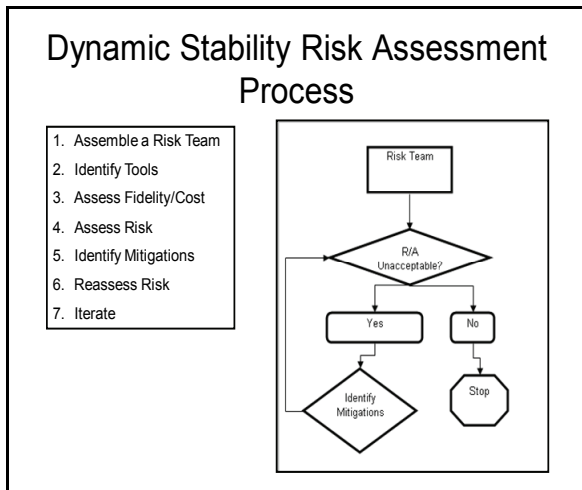 Dynamic Stability Risk Assessment
Process
1. Assemble a Risk Team
2. Identify Tools
3. Assess Fidelity/Cost
4. Assess Risk
5. Identify Mitigations
6. Reassess Risk
7. Iterate
Risk Team
R/A
Unacceptable?
Yes
No
Identify
Mitigations
Stop